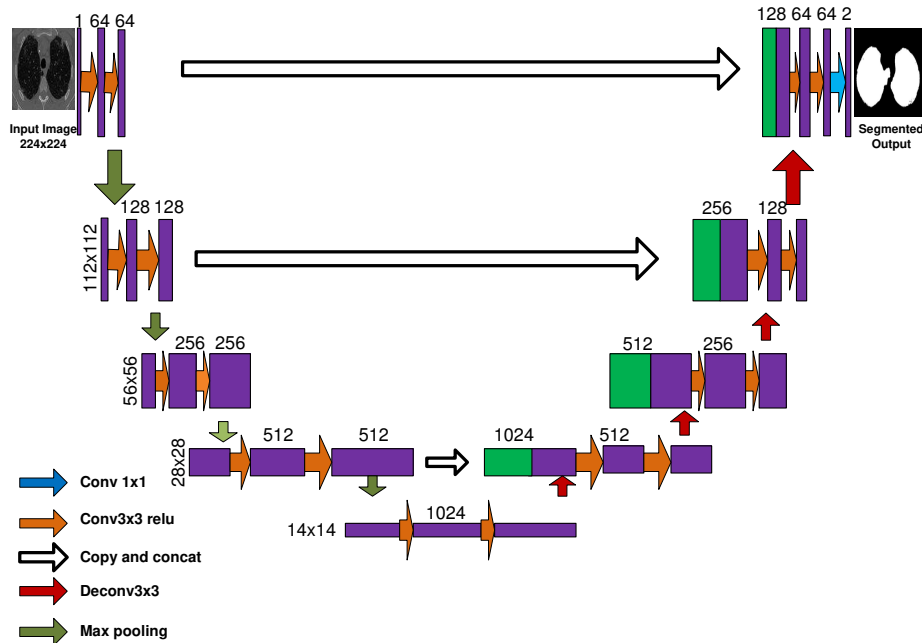 1 64 64
128 64 64 2
Input Image
224x224
Segmented
Output
128 128
112x112
256 128
256 256
56x56
512 256
512 512
28x28
1024 512
1024
14x14
Conv 1x1
Conv3x3 relu
Copy and concat
Deconv3x3
Max pooling